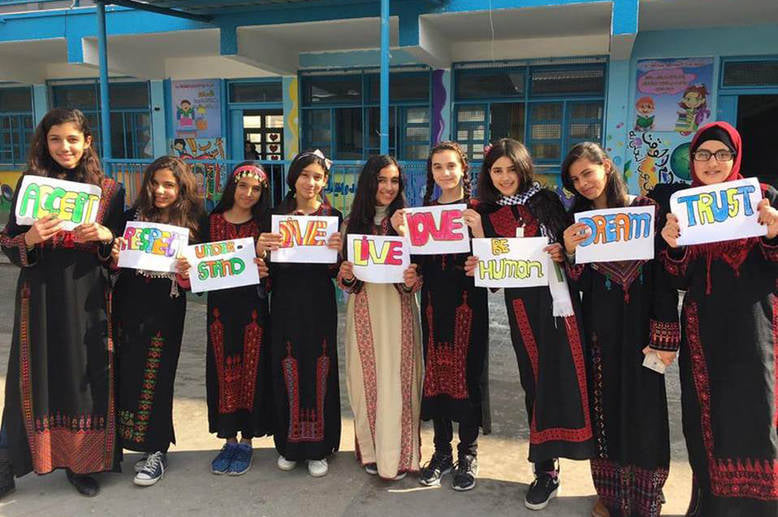 ACCEPT
RESPECT
UNDER-
STAND
GIVE
LIVE
LOVE
BE
HUMAN.
DREAM
TRUST